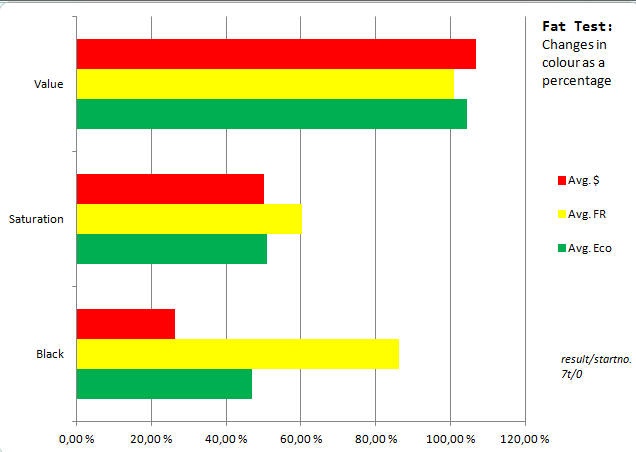 Fat Test:
Changes in
colour as a
percentage
Value
Saturation
Black
Avg. $
Avg. FR
Avg. Eco
result/startno.
7t/0
0,00 % 20,00 % 40,00 % 60,00 % 80,00 % 100,00 % 120,00 %